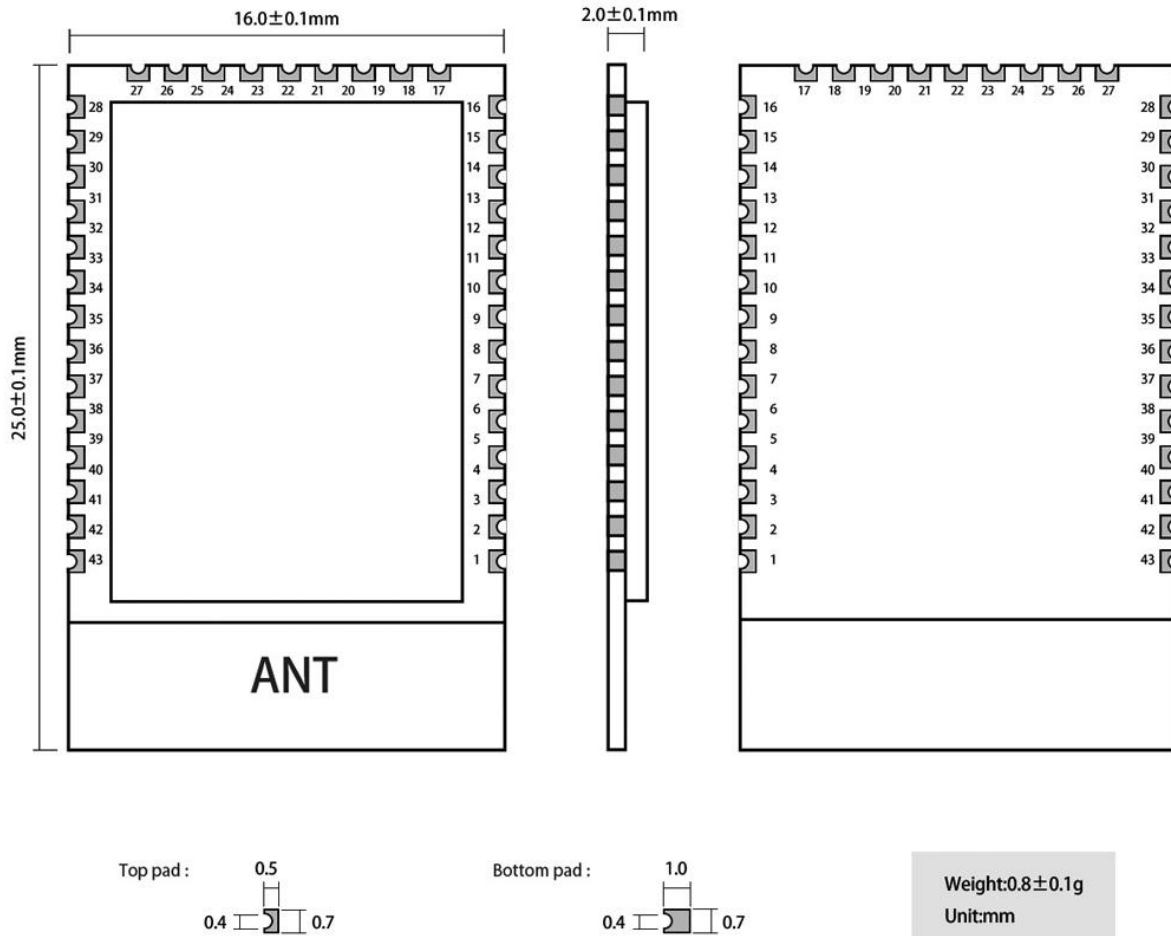 16.0±0.1mm
2.0±0.1mm
25.0±0.1mm
27 26 25 24 23 22 21 20 19 18 17
17 18 19 20 21 22 23 24 25 26 27
28 16 16 28
29 15 15 29
30 14 14 30
31 13 13 31
32 12 12 32
33 11 11 33
34 10 10 34
35 9 9 35
36 8 8 36
37 7 7 37
38 6 6 38
39 5 5 39
40 4 4 40
41 3 3 41
42 2 2 42
43 1 1 43
ANT
Top pad : 0.5
0.4 0.7
Bottom pad : 1.0
0.4 0.7
Weight:0.8±0.1g
Unit:mm